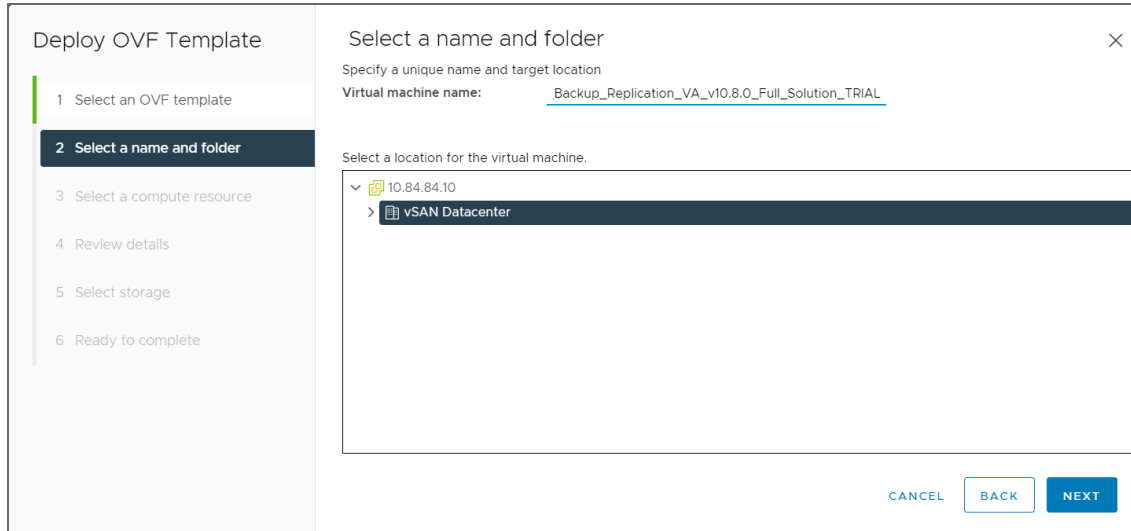 Deploy OVF Template
1 Select an OVF template
2 Select a name and folder
3 Select a compute resource
4 Review details
5 Select storage
6 Ready to complete
Select a name and folder
Specify a unique name and target location
Virtual machine name: Backup_Replication_VA_v10.8.0_Full_Solution_TRIAL
Select a location for the virtual machine.
10.84.84.10
vSAN Datacenter
CANCEL BACK NEXT